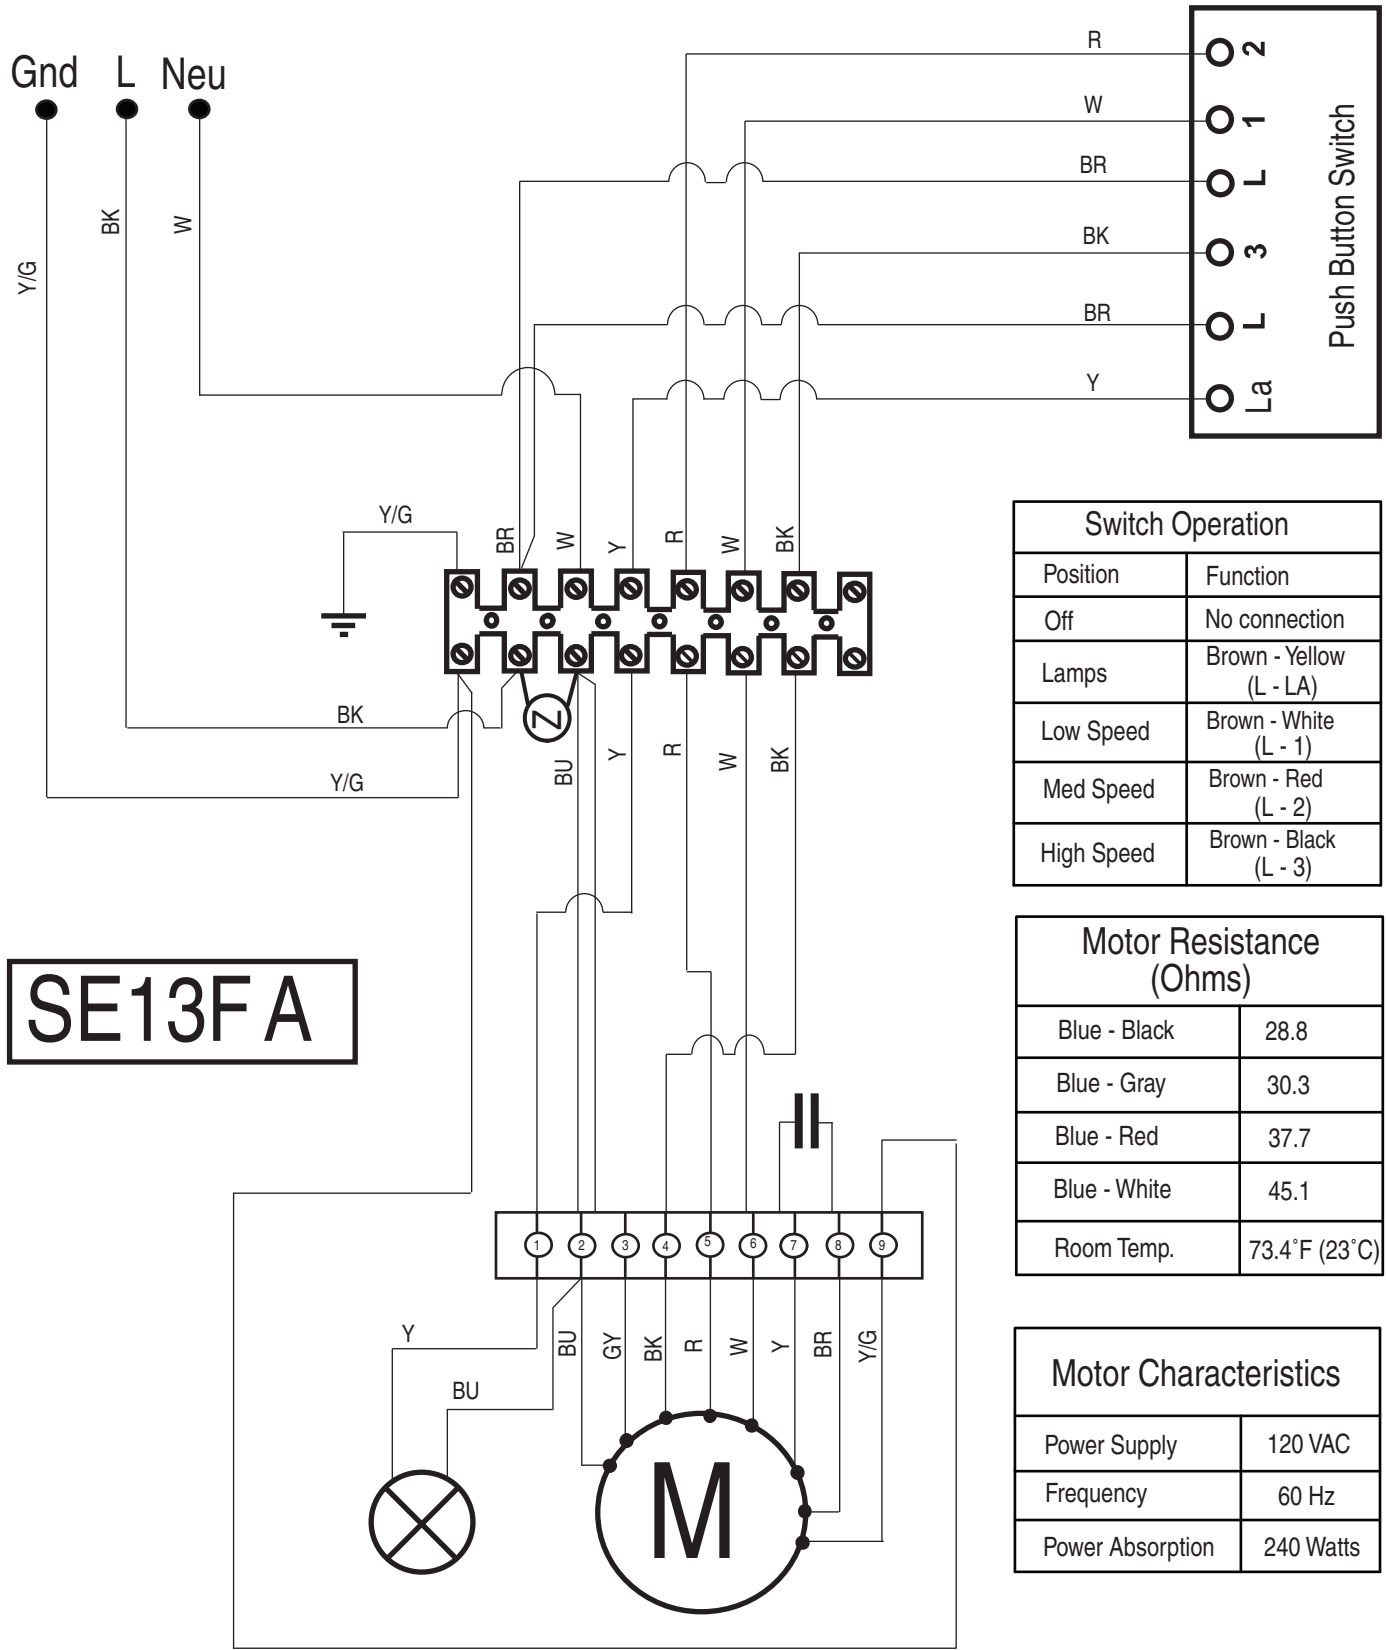 Gnd L Neu
R
2
W
1
BR
L
BK
3
BR
L
Y
La
Push Button Switch
Y/G
BK
W
Y/G
BR
W
Y
R
W
BK
BK
Z
Y/G
BU
Y
R
W
BK
Switch Operation
Position Function
Off No connection
Lamps Brown - Yellow
(L - LA)
Low Speed Brown - White
(L - 1)
Med Speed Brown - Red
(L - 2)
High Speed Brown - Black
(L - 3)
SE13F A
Motor Resistance
(Ohms)
Blue - Black 28.8
Blue - Gray 30.3
Blue - Red 37.7
Blue - White 45.1
Room Temp. 73.4˚F (23˚C)
1 2 3 4 5 6 7 8 9
Y
BU
BU
GY
BK
R
W
Y
BR
Y/G
M
Motor Characteristics
Power Supply 120 VAC
Frequency 60 Hz
Power Absorption 240 Watts